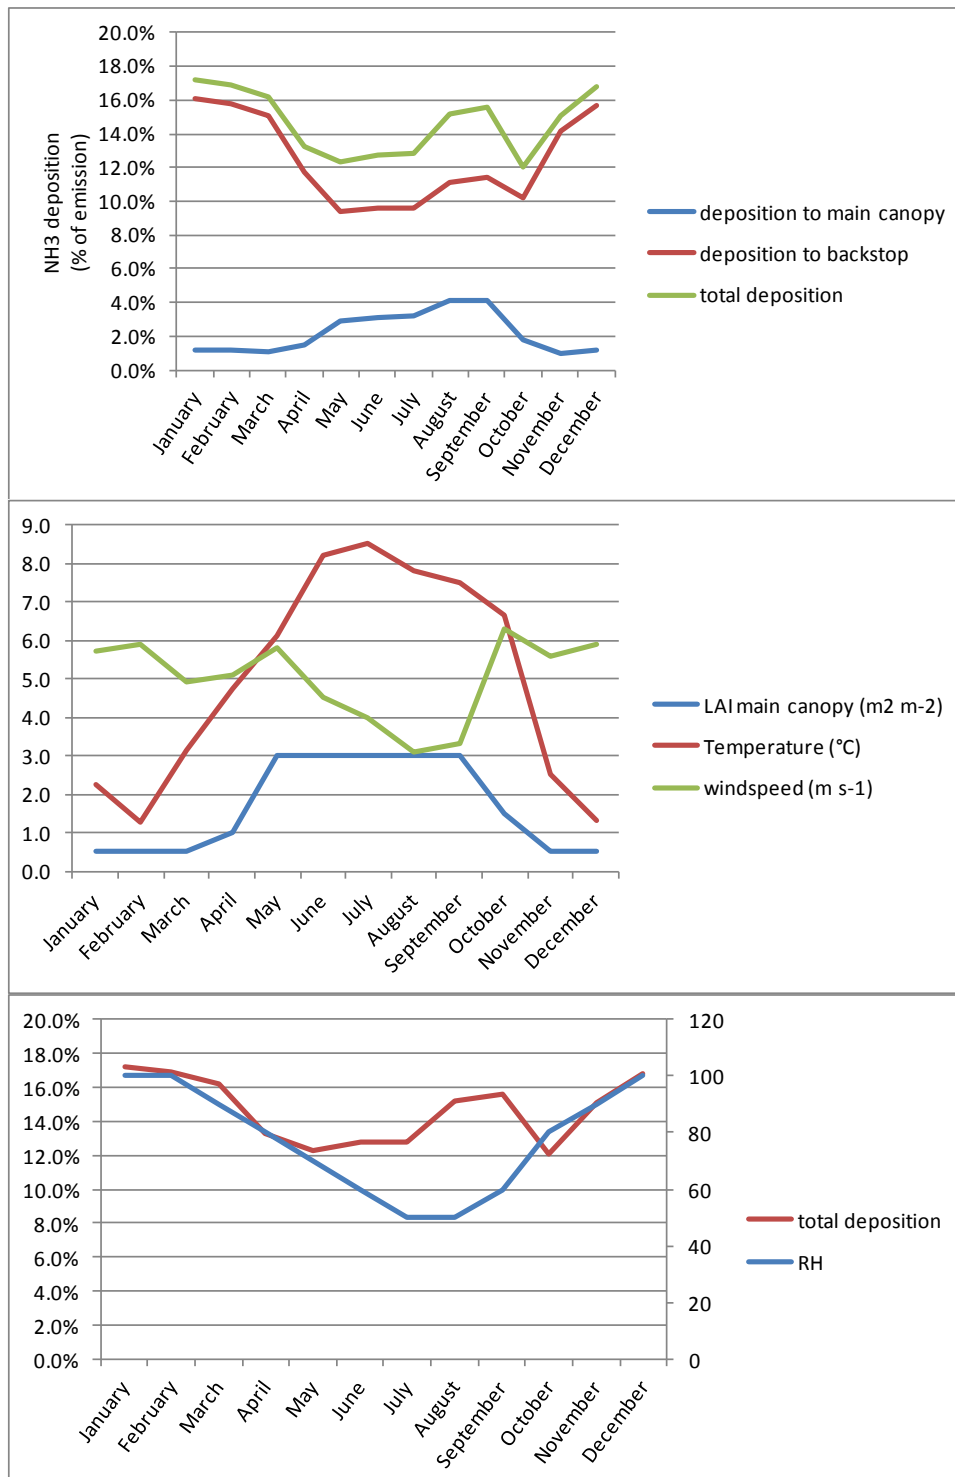 20.0%
18.0%
16.0%
14.0%
12.0%
10.0%
8.0%
6.0%
4.0%
2.0%
0.0%
NH3 deposition
(% of emission)
January
February
March
April
May
June
July
August
September
October
November
December
deposition to main canopy
deposition to backstop
total deposition
9.0
8.0
7.0
6.0
5.0
4.0
3.0
2.0
1.0
0.0
January
February
March
April
May
June
July
August
September
October
November
December
LAI main canopy (m2 m-2)
Temperature (°C)
windspeed (m s-1)
20.0%
18.0%
16.0%
14.0%
12.0%
10.0%
8.0%
6.0%
4.0%
2.0%
0.0%
120
100
80
60
40
20
0
January
February
March
April
May
June
July
August
September
October
November
December
total deposition
RH